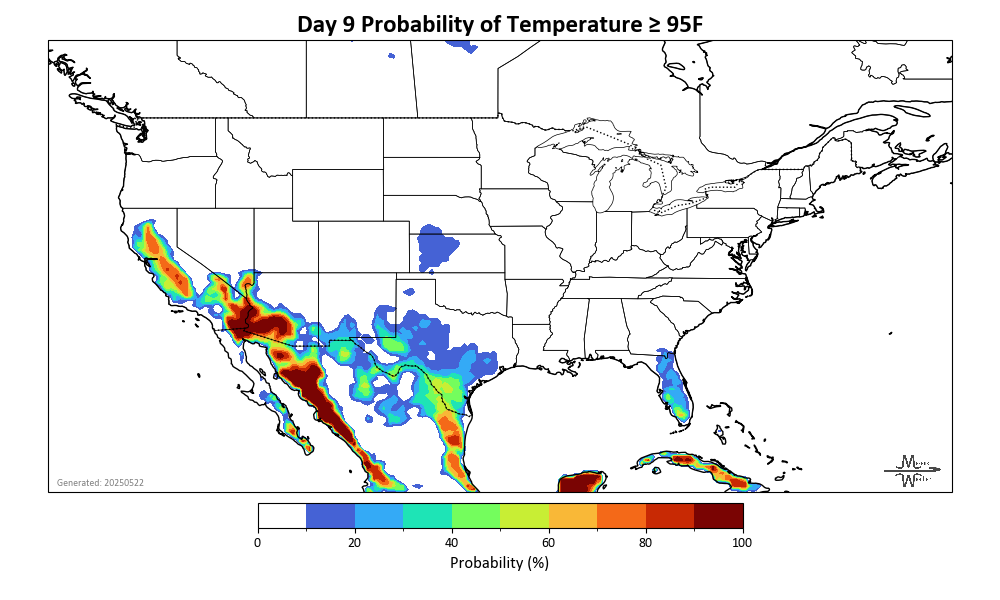 Day 9 Probability of Temperature ≥ 95F
Generated: 20250522
0 20 40 60 80 100
Probability (%)